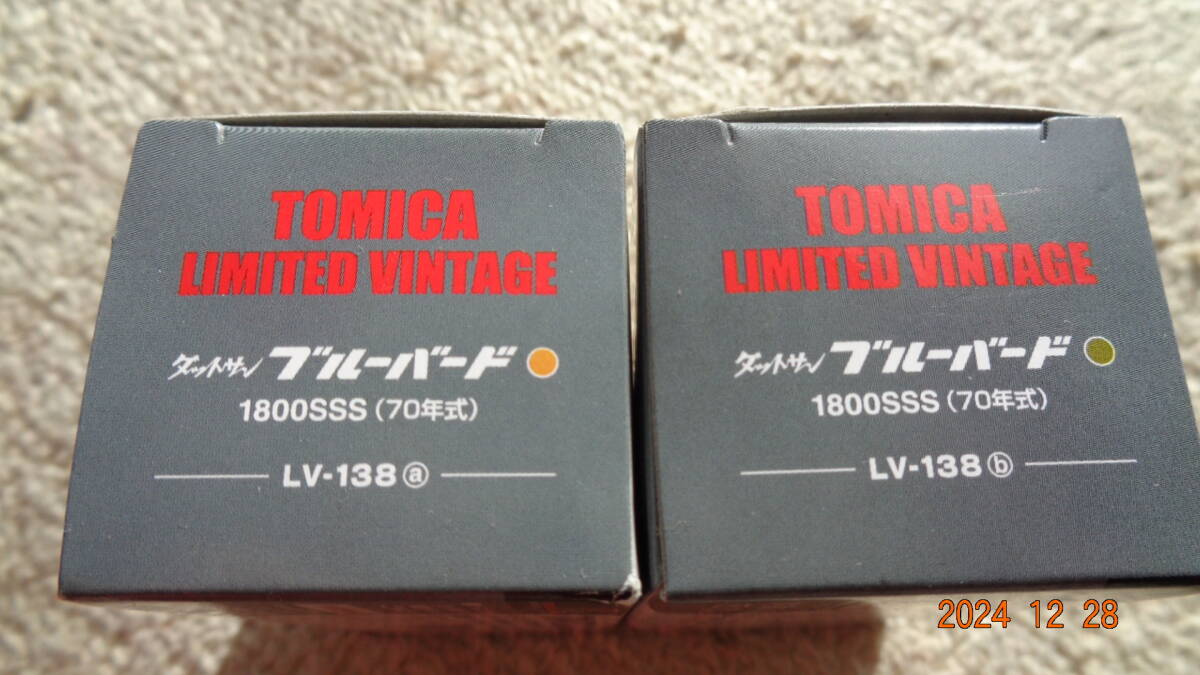 TOMICA
LIMITED VINTAGE
ダットサン ブルーバード
1800SSS(70年式)
LV-138ⓐ
TOMICA
LIMITED VINTAGE
ダットサン ブルーバード
1800SSS(70年式)
LV-138ⓑ
2024 12 28